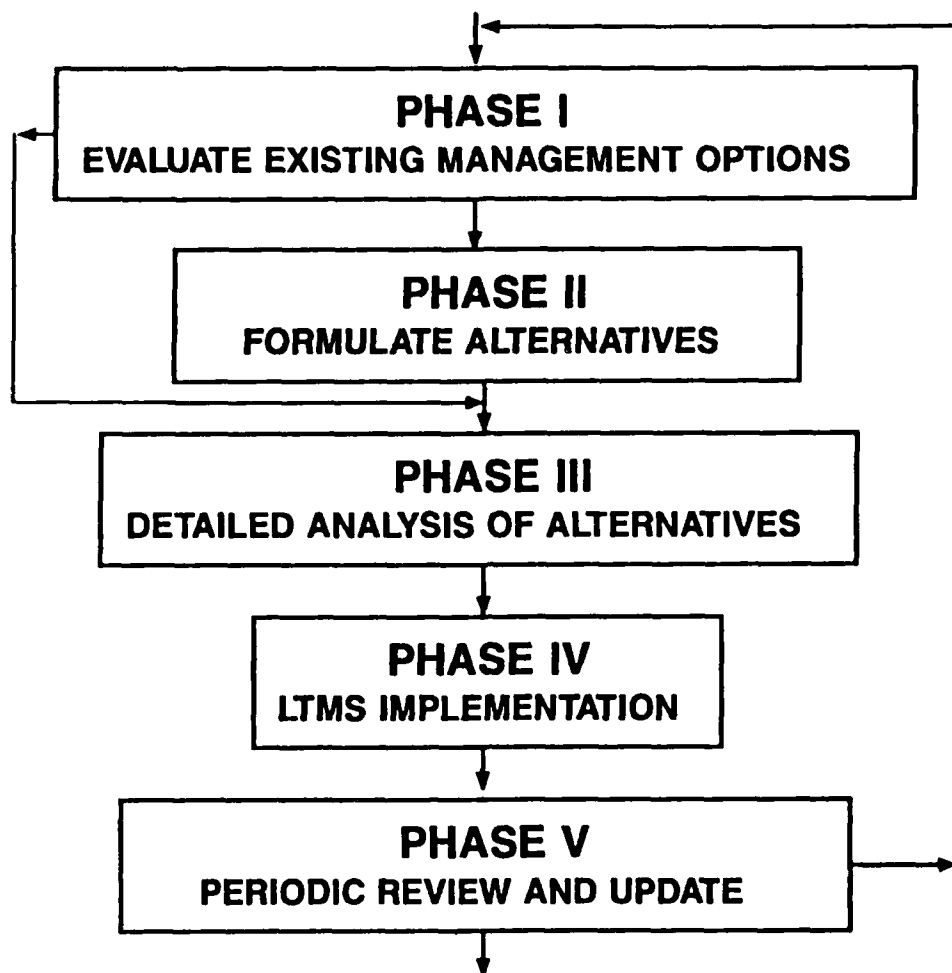 PHASE I
EVALUATE EXISTING MANAGEMENT OPTIONS
PHASE II
FORMULATE ALTERNATIVES
PHASE III
DETAILED ANALYSIS OF ALTERNATIVES
PHASE IV
LTMS IMPLEMENTATION
PHASE V
PERIODIC REVIEW AND UPDATE